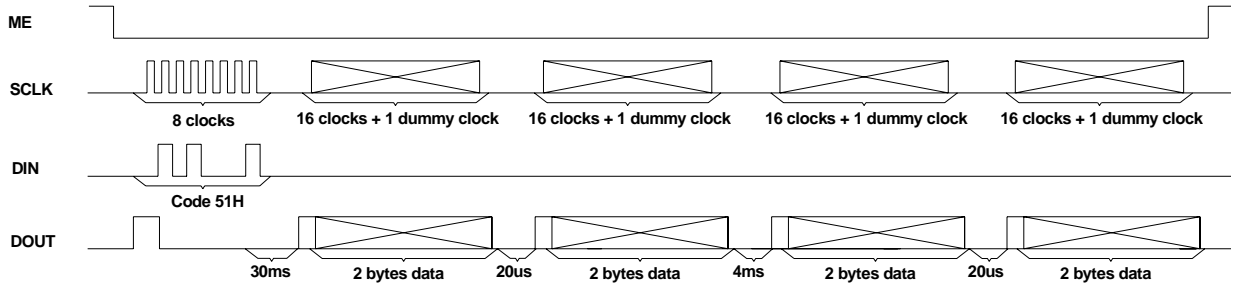 ME
SCLK
8 clocks
16 clocks + 1 dummy clock
16 clocks + 1 dummy clock
16 clocks + 1 dummy clock
16 clocks + 1 dummy clock
DIN
Code 51H
DOUT
30ms
2 bytes data
20us
2 bytes data
4ms
2 bytes data
20us
2 bytes data